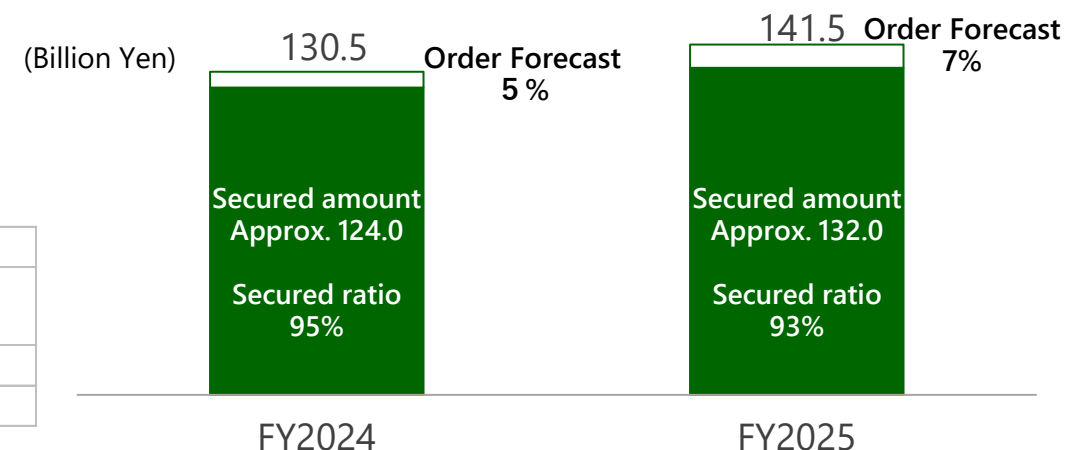 (Billion Yen)
130.5
Order Forecast
5 %
141.5
Order Forecast
7%
Secured amount
Approx. 124.0
Secured ratio
95%
Secured amount
Approx. 132.0
Secured ratio
93%
FY2024
FY2025